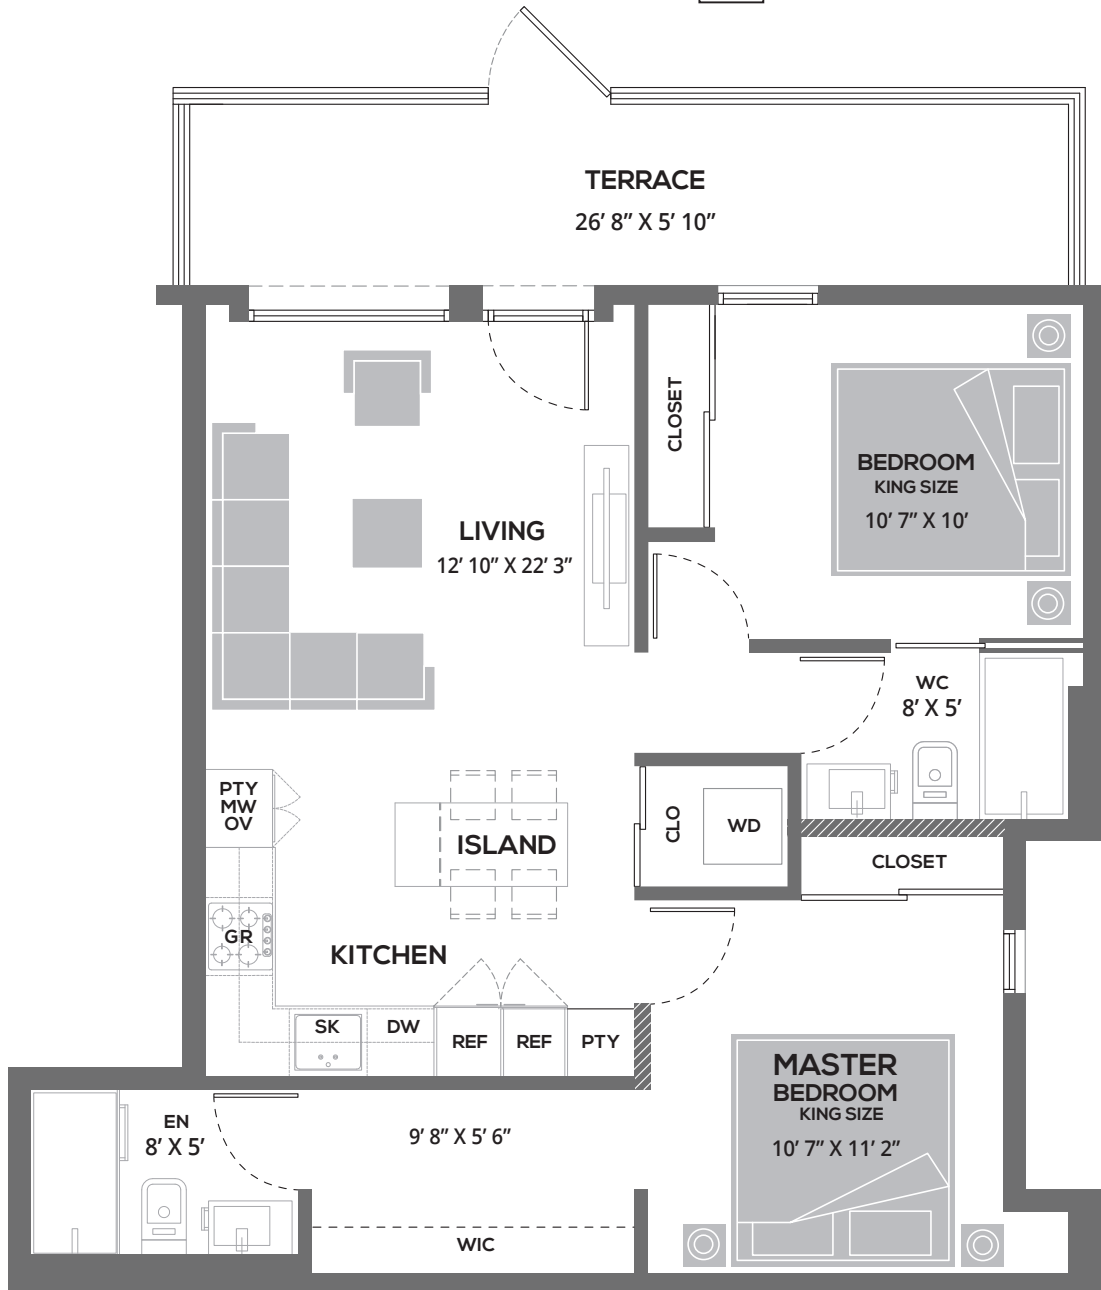 TERRACE
26’ 8” X 5’ 10”
CLOSET
BEDROOM
KING SIZE
10’ 7” X 10’
LIVING
12’ 10” X 22’ 3”
WC
8’ X 5’
PTY
MW
OV
ISLAND
CLO
WD
CLOSET
GR
KITCHEN
SK
DW
REF
REF
PTY
MASTER
BEDROOM
KING SIZE
10’ 7” X 11’ 2”
EN
8’ X 5’
9’ 8” X 5’ 6”
WIC